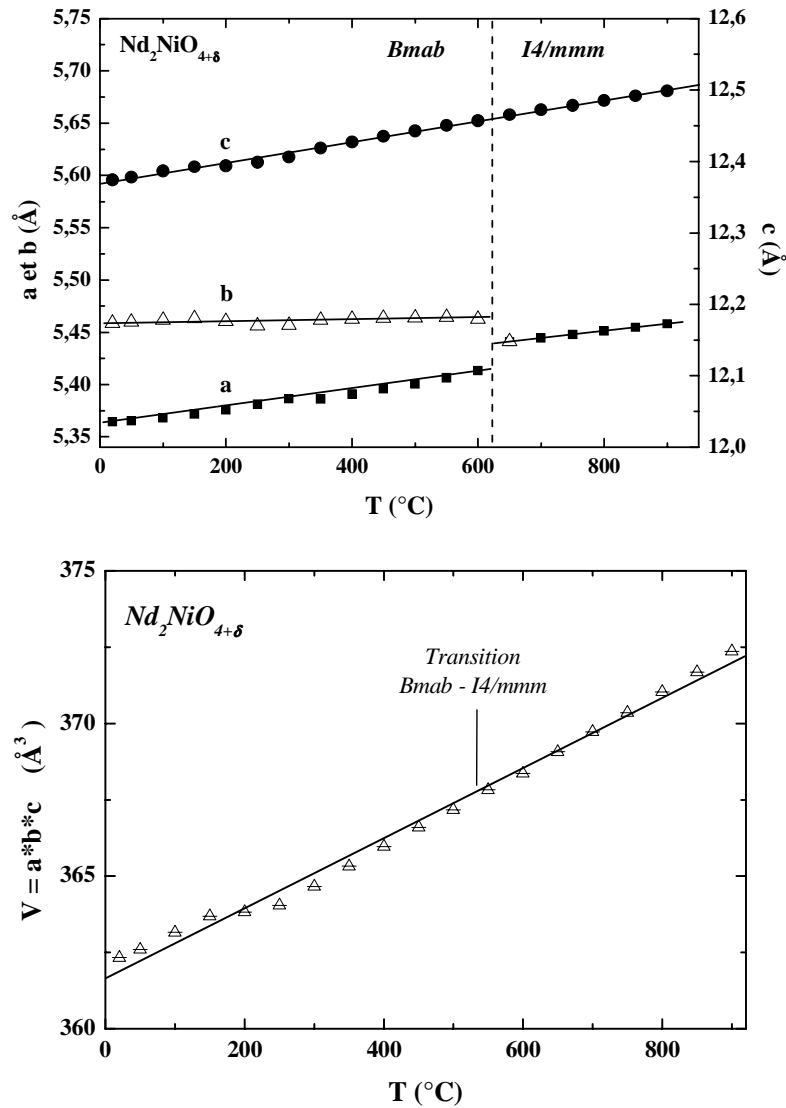 Nd₂NiO₄₊δ
Bmab
I4/mmm
c
b
a
5,75
5,70
5,65
5,60
5,55
5,50
5,45
5,40
5,35
a et b (Å)
12,6
12,5
12,4
12,3
12,2
12,1
12,0
c (Å)
0 200 400 600 800
T (°C)
Nd₂NiO₄₊δ
Transition
Bmab - I4/mmm
375
370
365
360
V = a*b*c (Å³)
0 200 400 600 800
T (°C)